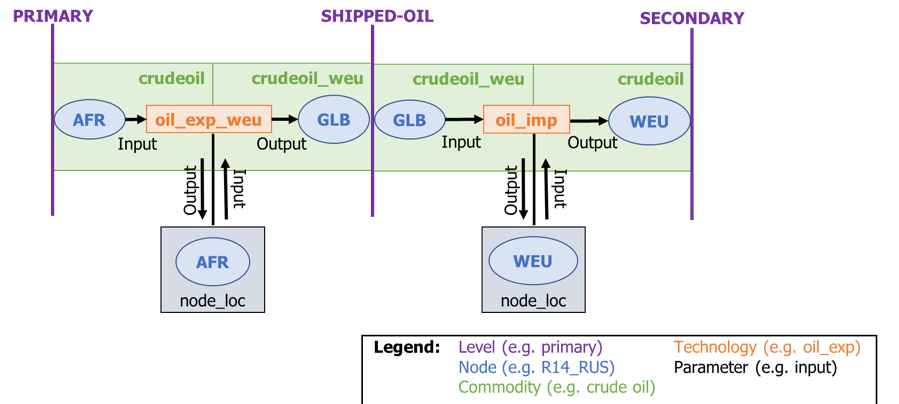 PRIMARY
SHIPPED-OIL
SECONDARY
crudeoil
crudeoil_weu
crudeoil_weu
crudeoil
AFR
oil_exp_weu
GLB
GLB
oil_imp
WEU
Input
Output
Input
Output
Output
Input
Output
Input
AFR
node_loc
WEU
node_loc
Legend:
Level (e.g. primary)
Technology (e.g. oil_exp)
Node (e.g. R14_RUS)
Parameter (e.g. input)
Commodity (e.g. crude oil)